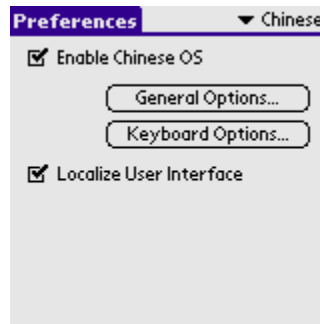 Preferences ▼ Chinese
Enable Chinese OS
General Options...
Keyboard Options...
Localize User Interface